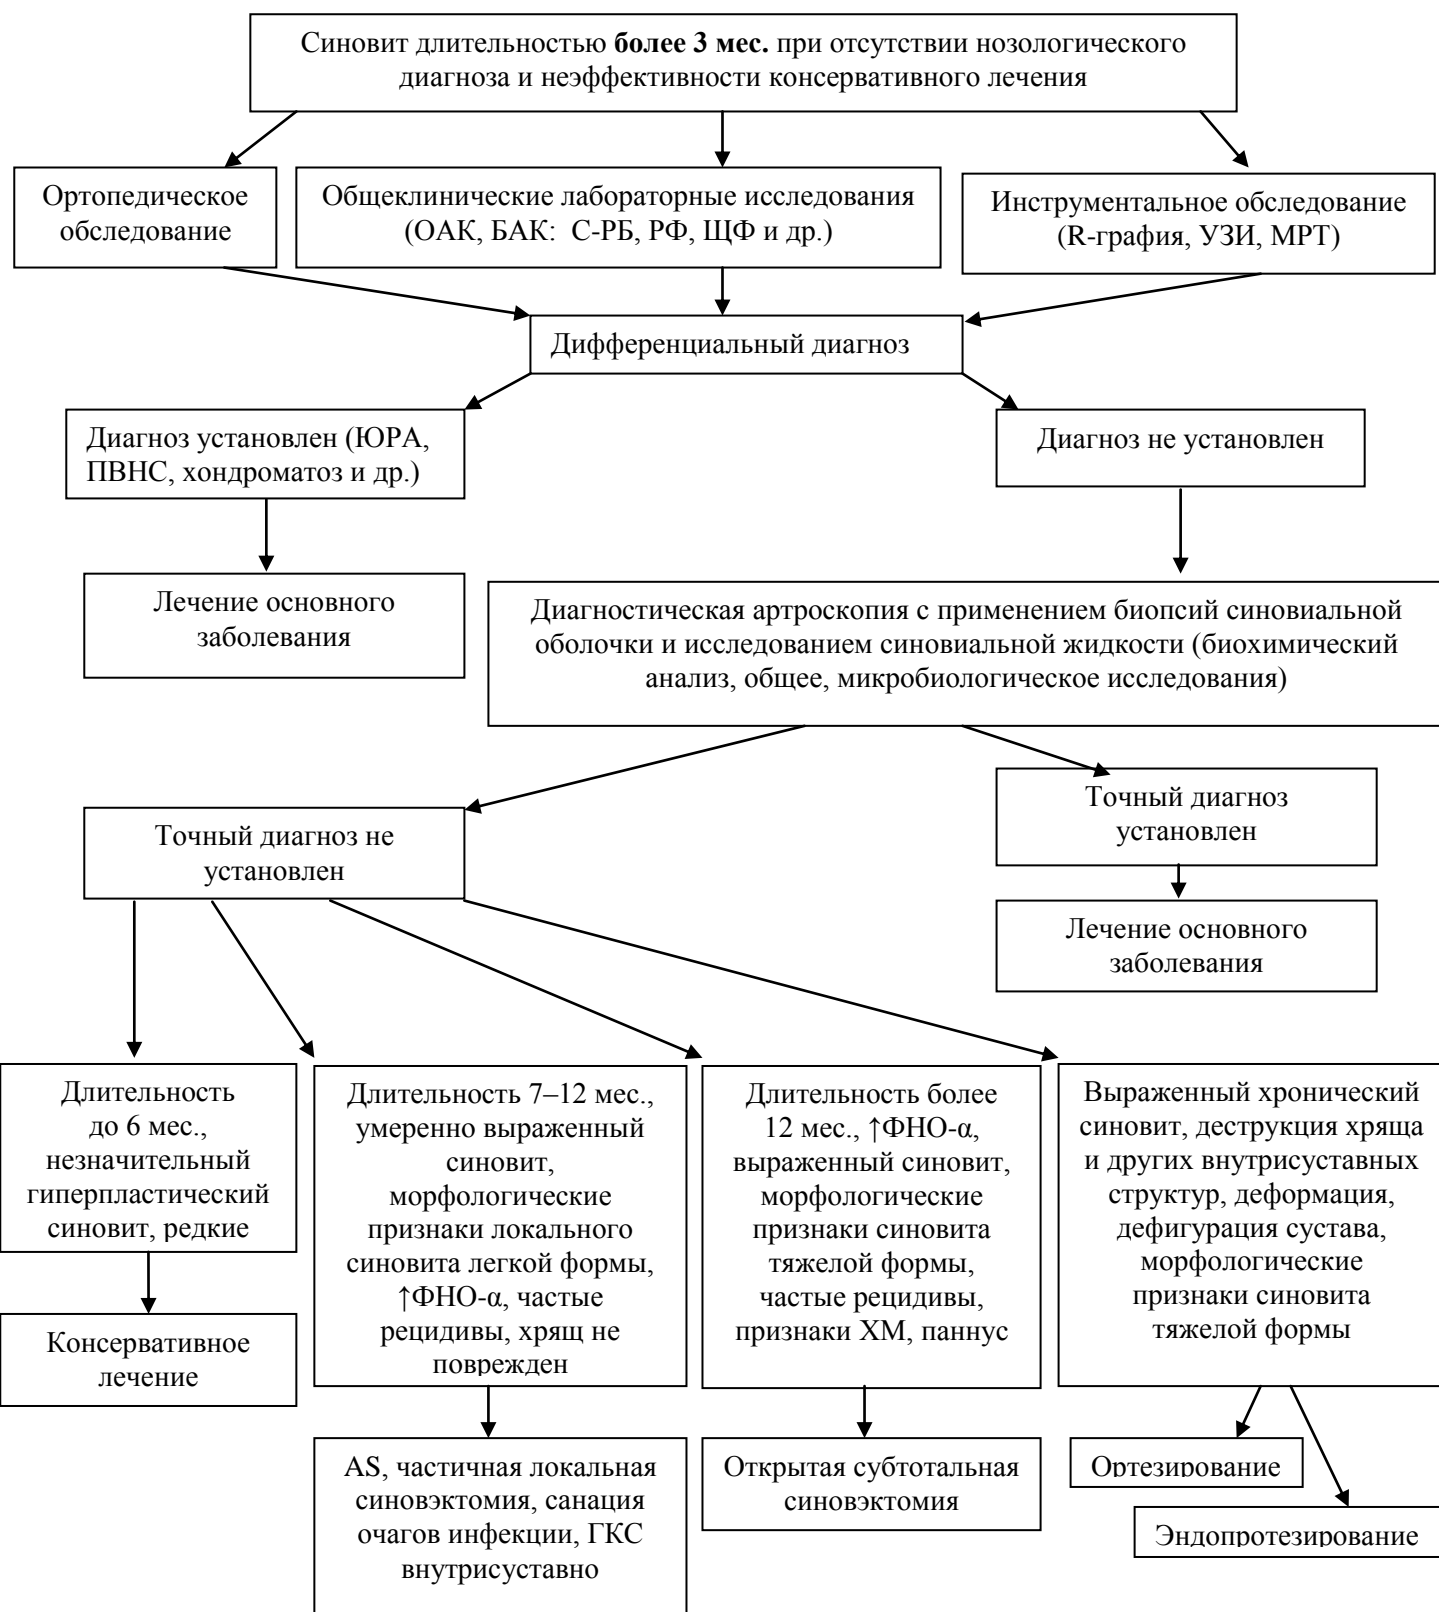 Синовит длительностью более 3 мес. при отсутствии нозологического
диагноза и неэффективности консервативного лечения
Ортопедическое
обследование
Общеклинические лабораторные исследования
(ОАК, БАК: С-РБ, РФ, ЩФ и др.)
Инструментальное обследование
(R-графия, УЗИ, МРТ)
Дифференциальный диагноз
Диагноз установлен (ЮРА,
ПВНС, хондроматоз и др.)
Диагноз не установлен
Лечение основного
заболевания
Диагностическая артроскопия с применением биопсий синовиальной
оболочки и исследованием синовиальной жидкости (биохимический
анализ, общее, микробиологическое исследования)
Точный диагноз не
установлен
Точный диагноз
установлен
Лечение основного
заболевания
Длительность
до 6 мес.,
незначительный
гиперпластический
синовит, редкие
Длительность 7–12 мес.,
умеренно выраженный
синовит,
морфологические
признаки локального
синовита легкой формы,
↑ФНО-α, частые
рецидивы, хрящ не
поврежден
Длительность более
12 мес., ↑ФНО-α,
выраженный синовит,
морфологические
признаки синовита
тяжелой формы,
частые рецидивы,
признаки ХМ, паннус
Выраженный хронический
синовит, деструкция хряща
и других внутрисуставных
структур, деформация,
дефигурация сустава,
морфологические
признаки синовита
тяжелой формы
Консервативное
лечение
AS, частичная локальная
синовэктомия, санация
очагов инфекции, ГКС
внутрисуставно
Открытая субтотальная
синовэктомия
Ортезирование
Эндопротезирование